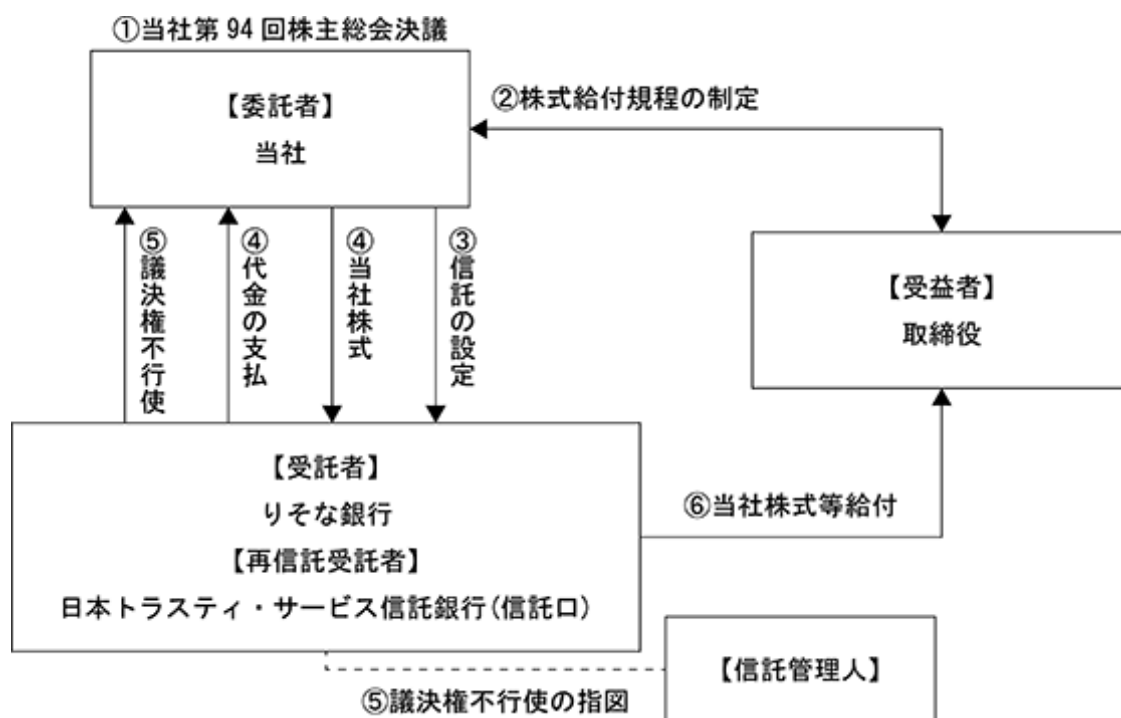 ①当社第94回株主総会決議
【委託者】
当社
②株式給付規程の制定
⑤議決権不行使
④代金の支払
④当社株式
③信託の設定
【受益者】
取締役
【受託者】
りそな銀行
【再信託受託者】
日本トラスティ・サービス信託銀行(信託口)
⑥当社株式等給付
【信託管理人】
⑤議決権不行使の指図